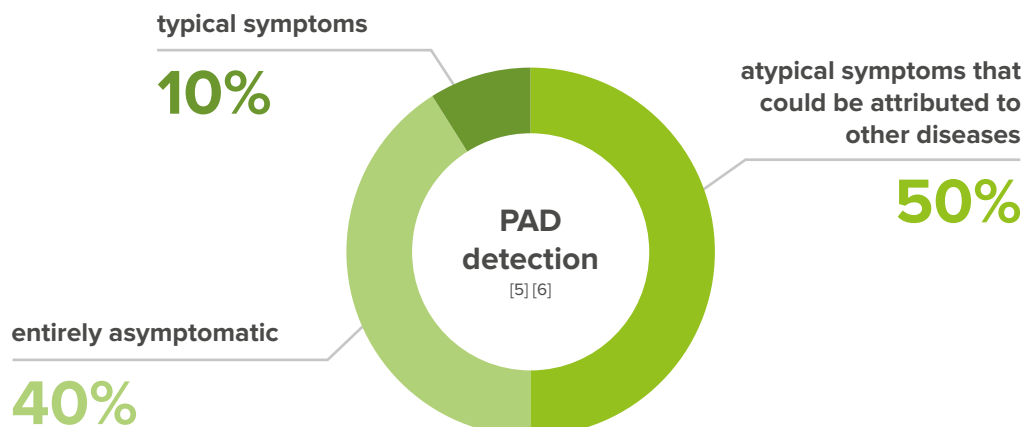 typical symptoms
10%
atypical symptoms that
could be attributed to
other diseases
50%
PAD
detection
[5] [6]
entirely asymptomatic
40%